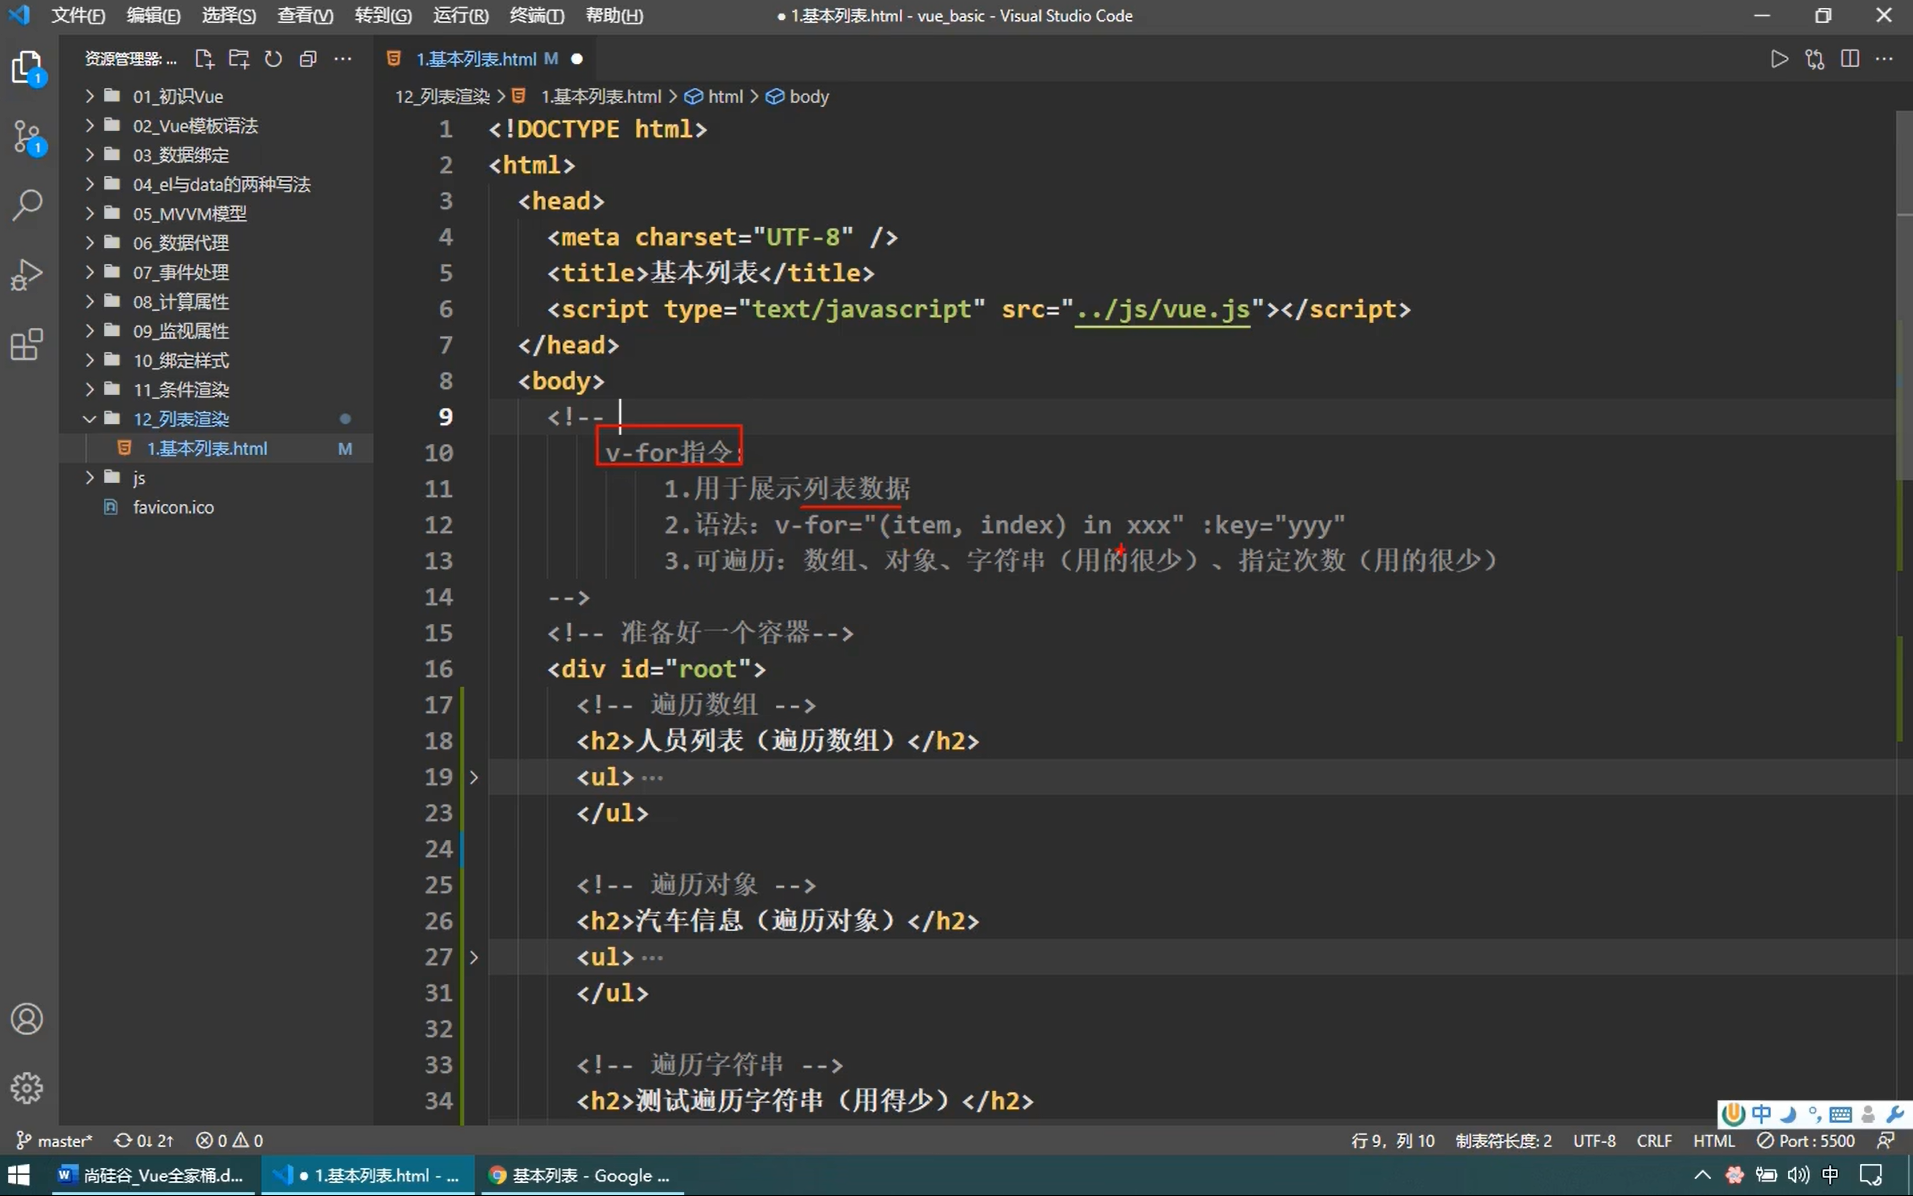 文件(F) 编辑(E) 选择(S) 查看(V) 转到(G) 运行(R) 终端(T) 帮助(H) ● 1.基本列表.html - vue_basic - Visual Studio Code
资源管理器: ...
1.基本列表.html M
1
1
01_初识Vue
02_Vue模板语法
03_数据绑定
04_el与data的两种写法
05_MVVM模型
06_数据代理
07_事件处理
08_计算属性
09_监视属性
10_绑定样式
11_条件渲染
12_列表渲染
1.基本列表.html M
js
favicon.ico
12_列表渲染 > 1.基本列表.html > html > body
1 <!DOCTYPE html>
2 <html>
3 <head>
4 <meta charset="UTF-8" />
5 <title>基本列表</title>
6 <script type="text/javascript" src="../js/vue.js"></script>
7 </head>
8 <body>
9 <!--
10 v-for指令:
11 1.用于展示列表数据
12 2.语法：v-for="(item, index) in xxx" :key="yyy"
13 3.可遍历：数组、对象、字符串（用的很少）、指定次数（用的很少）
14 -->
15 <!-- 准备好一个容器-->
16 <div id="root">
17 <!-- 遍历数组 -->
18 <h2>人员列表（遍历数组）</h2>
19 <ul>···
23 </ul>
24
25 <!-- 遍历对象 -->
26 <h2>汽车信息（遍历对象）</h2>
27 <ul>···
31 </ul>
32
33 <!-- 遍历字符串 -->
34 <h2>测试遍历字符串（用得少）</h2>
中
master* 0↓ 2↑ 0 0 行 9，列 10 制表符长度: 2 UTF-8 CRLF HTML Port : 5500
尚硅谷_Vue全家桶.d... ● 1.基本列表.html - ... 基本列表 - Google ... 中